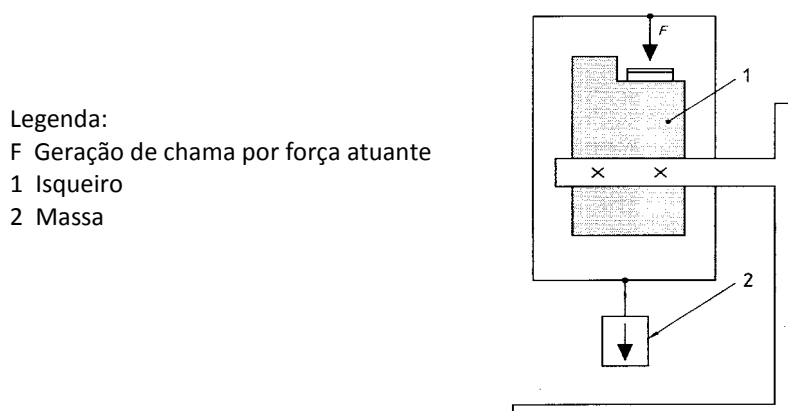 Legenda:
F Geração de chama por força atuante
1 Isqueiro
2 Massa
F
1
2